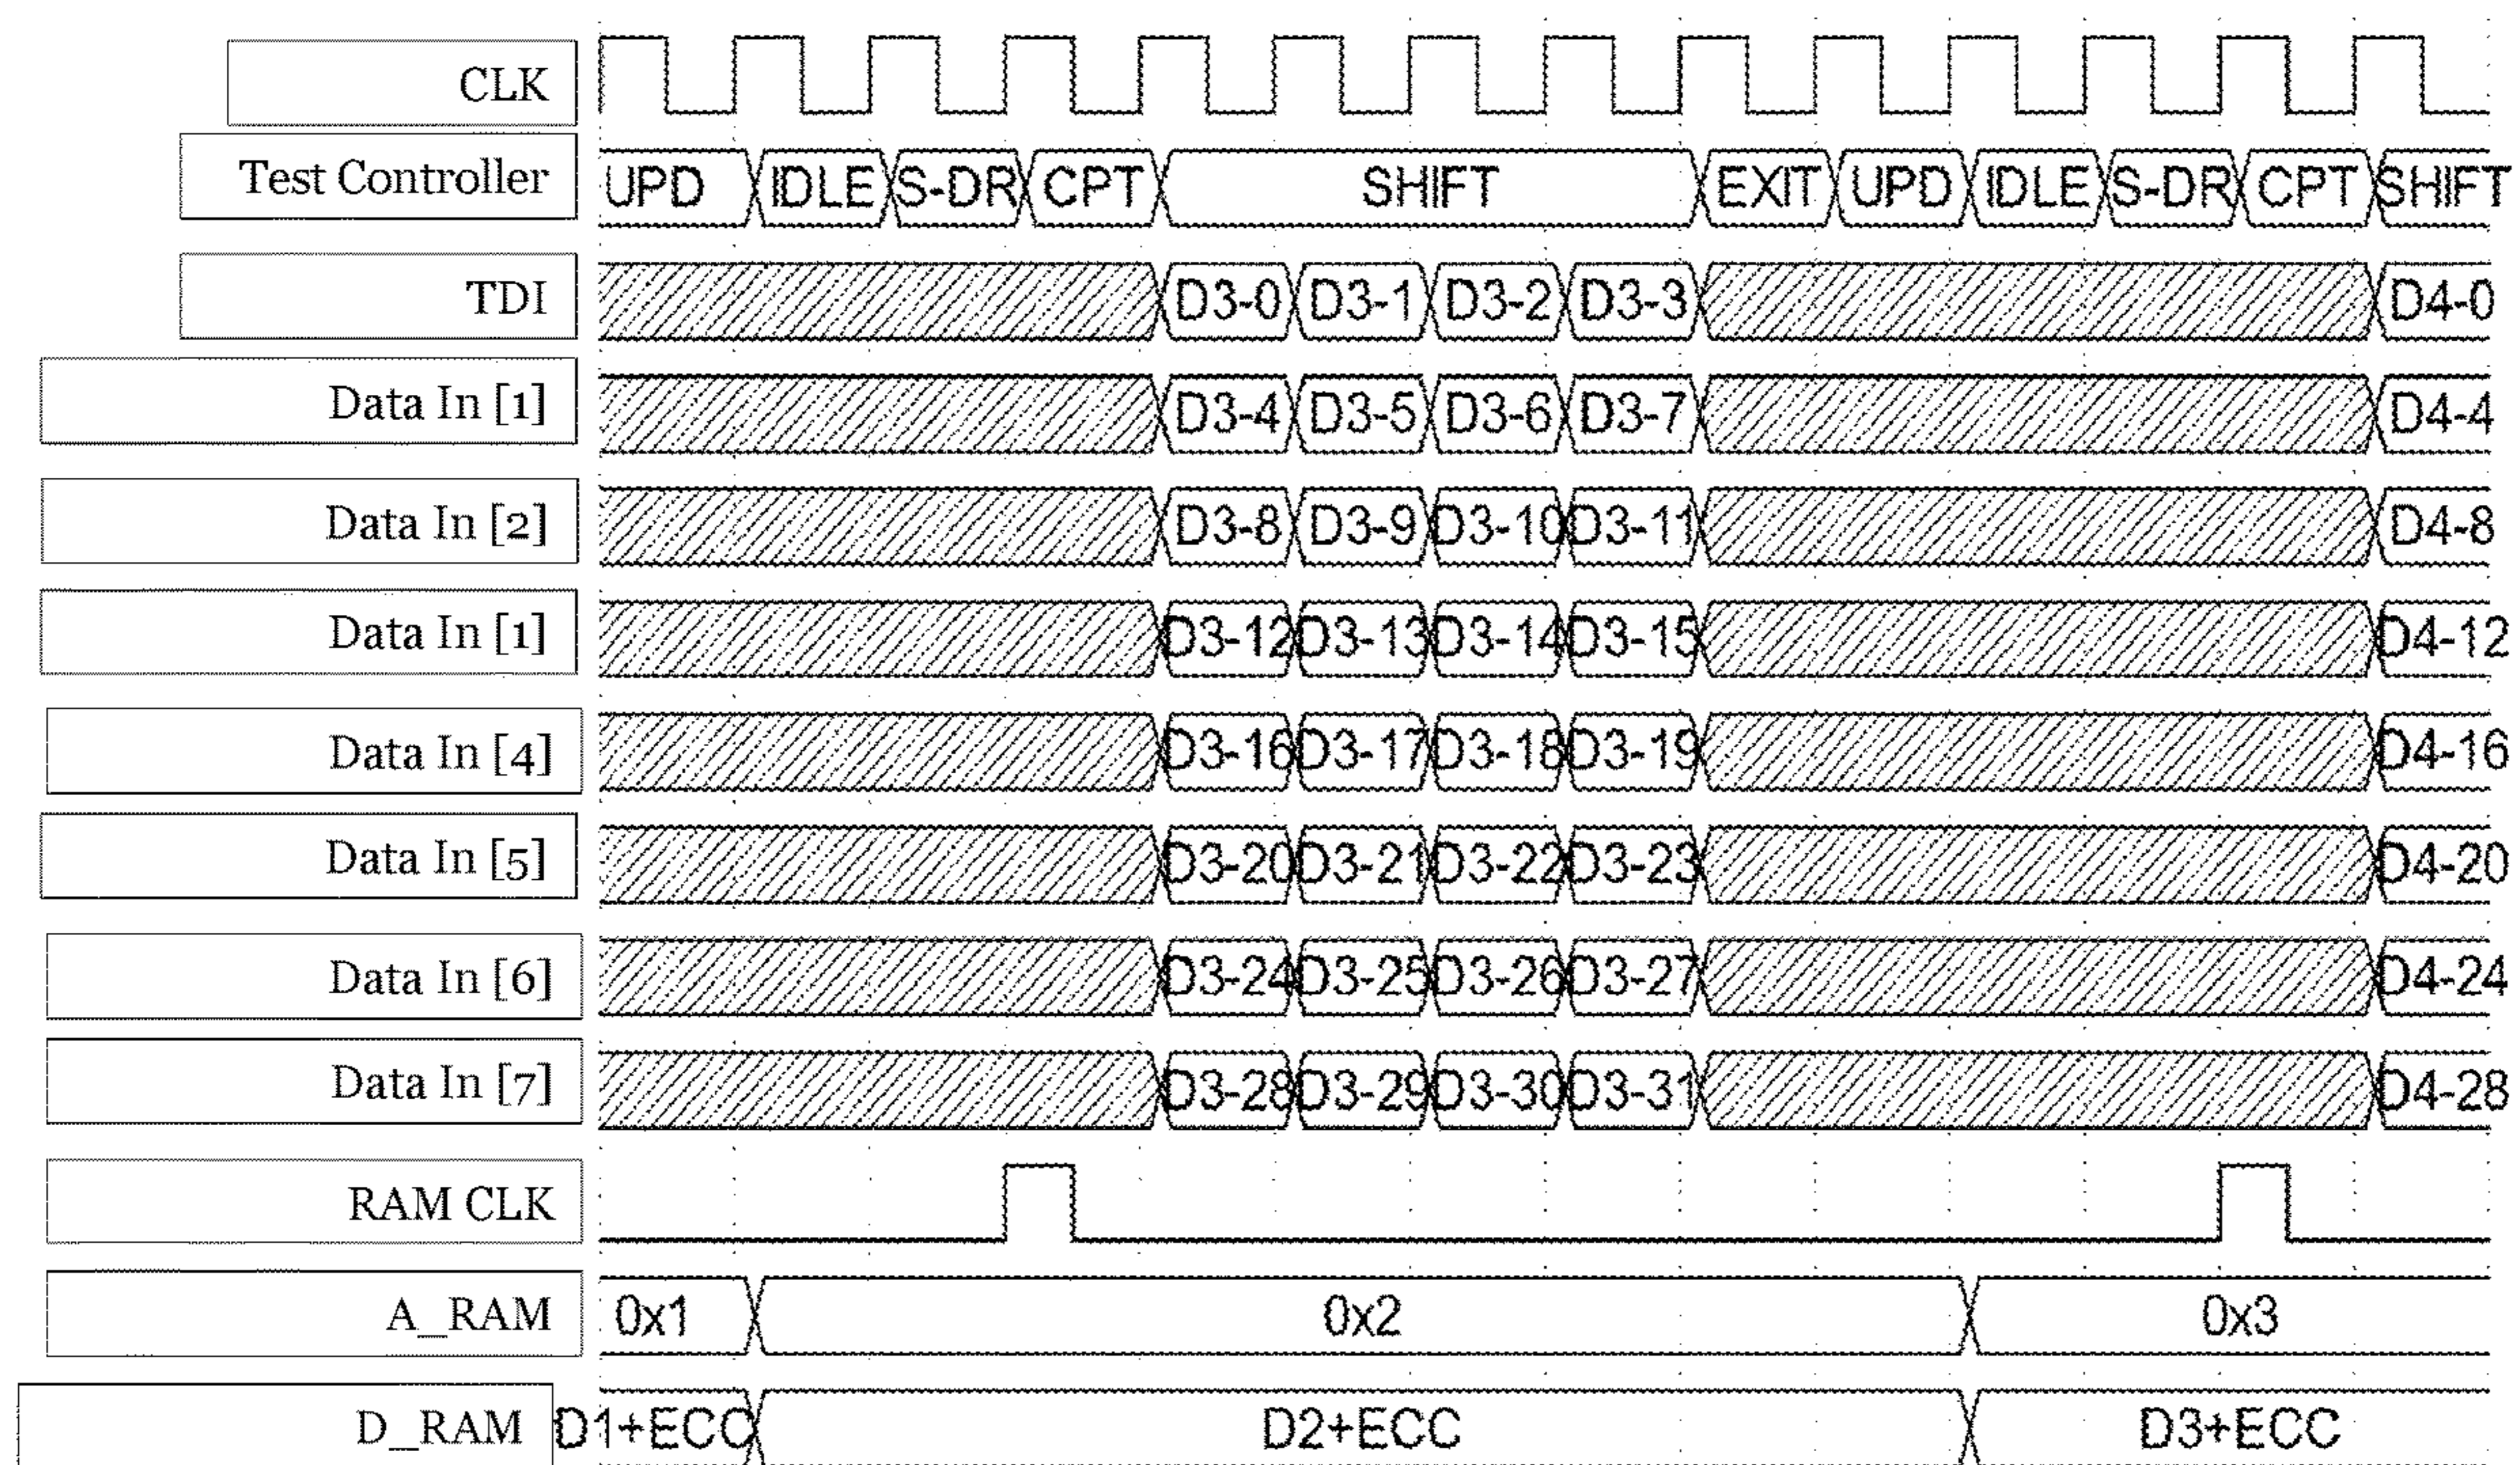 CLK
Test Controller UPD IDLE S-DR CPT SHIFT EXIT UPD IDLE S-DR CPT SHIFT
TDI D3-0 D3-1 D3-2 D3-3 D4-0
Data In [1] D3-4 D3-5 D3-6 D3-7 D4-4
Data In [2] D3-8 D3-9 D3-10 D3-11 D4-8
Data In [1] D3-12 D3-13 D3-14 D3-15 D4-12
Data In [4] D3-16 D3-17 D3-18 D3-19 D4-16
Data In [5] D3-20 D3-21 D3-22 D3-23 D4-20
Data In [6] D3-24 D3-25 D3-26 D3-27 D4-24
Data In [7] D3-28 D3-29 D3-30 D3-31 D4-28
RAM CLK
A_RAM 0x1 0x2 0x3
D_RAM D1+ECC D2+ECC D3+ECC